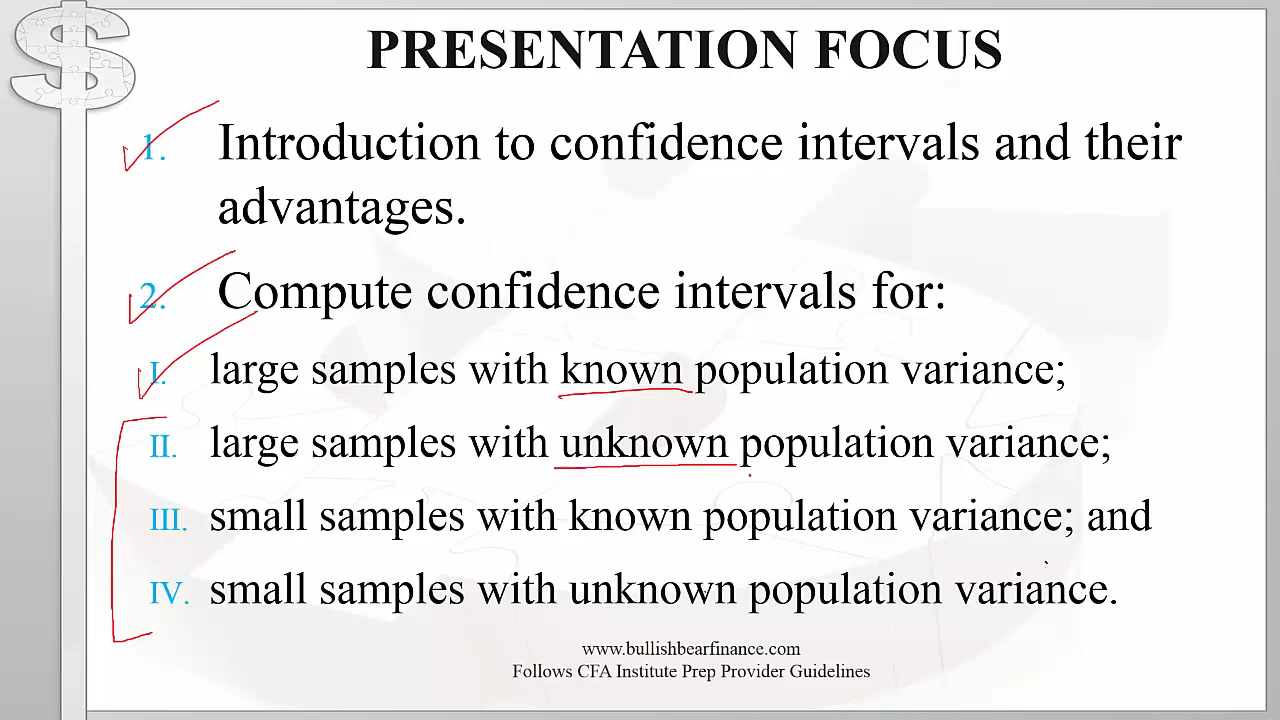 PRESENTATION FOCUS
1. Introduction to confidence intervals and their
advantages.
2. Compute confidence intervals for:
I. large samples with known population variance;
II. large samples with unknown population variance;
III. small samples with known population variance; and
IV. small samples with unknown population variance.
www.bullishbearfinance.com
Follows CFA Institute Prep Provider Guidelines